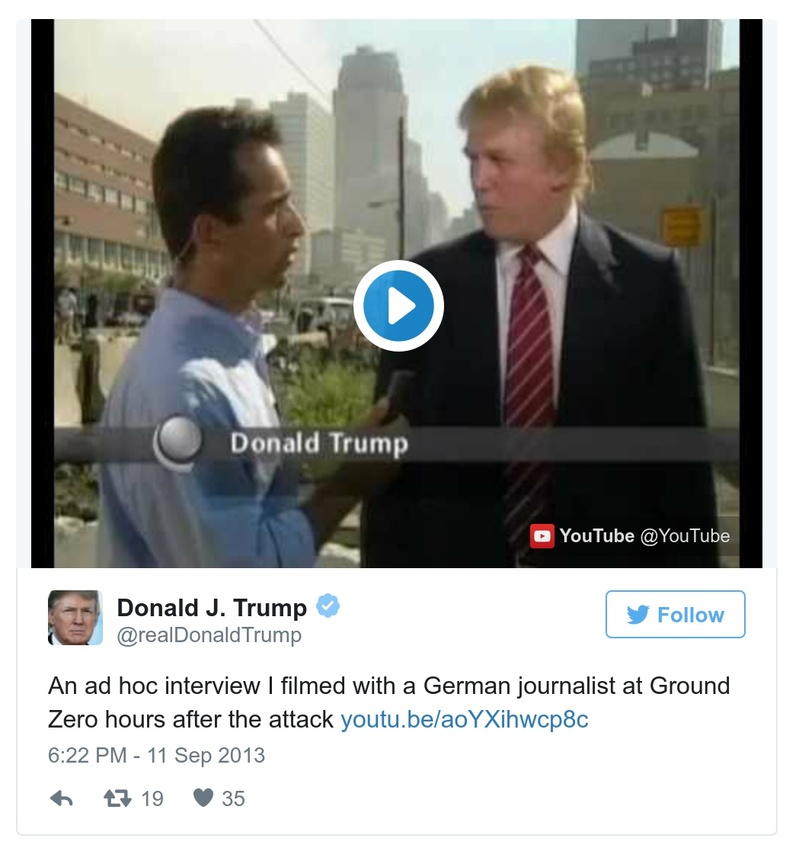 Donald Trump
YouTube @YouTube
Donald J. Trump
@realDonaldTrump
Follow
An ad hoc interview I filmed with a German journalist at Ground
Zero hours after the attack youtu.be/aoYXihwcp8c
6:22 PM - 11 Sep 2013
19 35